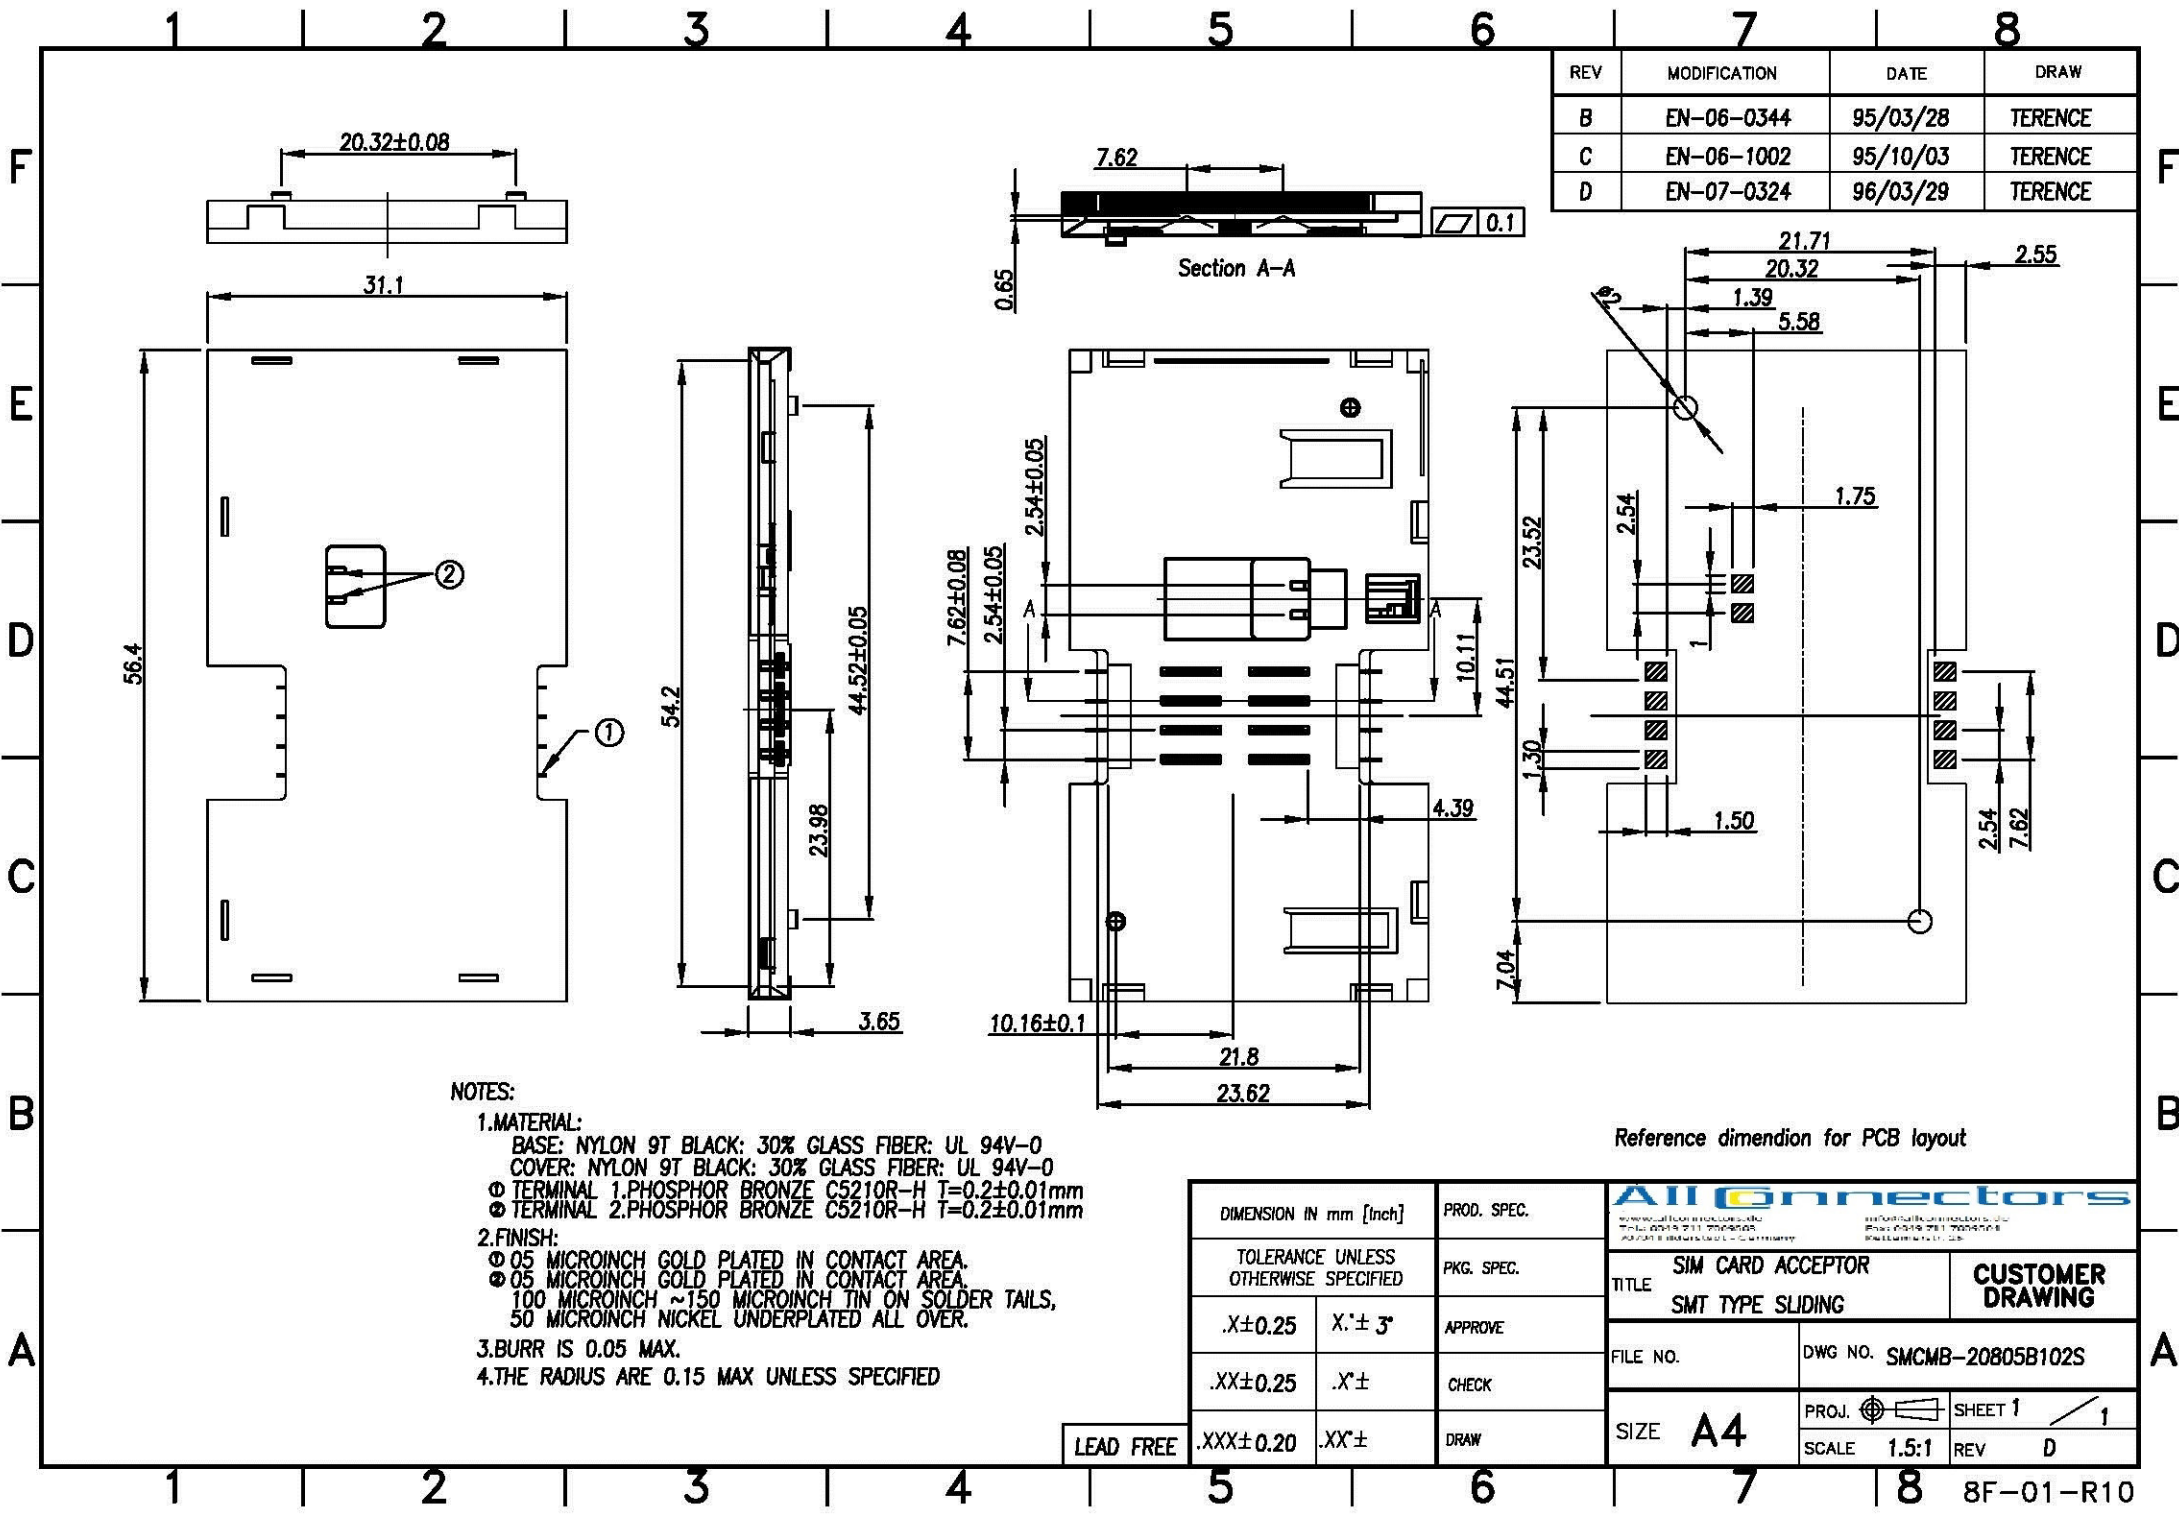 1 2 3 4 5 6 7 8
F E D C B A
F E D C B A
REV MODIFICATION DATE DRAW
B EN-06-0344 95/03/28 TERENCE
C EN-06-1002 95/10/03 TERENCE
D EN-07-0324 96/03/29 TERENCE
20.32±0.08
31.1
56.4
②
①
54.2
44.52±0.05
23.98
3.65
7.62
0.65
0.1
Section A-A
2.54±0.05
7.62±0.08
2.54±0.05
A A
10.11
4.39
10.16±0.1
21.8
23.62
21.71
20.32
2.55
1.39
5.58
ø2
1.75
2.54
23.52
1
44.51
1.30
1.50
2.54
7.62
7.04
Reference dimendion for PCB layout
NOTES:
1.MATERIAL:
BASE: NYLON 9T BLACK: 30% GLASS FIBER: UL 94V-0
COVER: NYLON 9T BLACK: 30% GLASS FIBER: UL 94V-0
① TERMINAL 1.PHOSPHOR BRONZE C5210R-H T=0.2±0.01mm
② TERMINAL 2.PHOSPHOR BRONZE C5210R-H T=0.2±0.01mm
2.FINISH:
① 05 MICROINCH GOLD PLATED IN CONTACT AREA.
② 05 MICROINCH GOLD PLATED IN CONTACT AREA.
100 MICROINCH ~150 MICROINCH TIN ON SOLDER TAILS,
50 MICROINCH NICKEL UNDERPLATED ALL OVER.
3.BURR IS 0.05 MAX.
4.THE RADIUS ARE 0.15 MAX UNLESS SPECIFIED
LEAD FREE
DIMENSION IN mm [Inch]
TOLERANCE UNLESS
OTHERWISE SPECIFIED
.X±0.25 X.°± 3°
.XX±0.25 .X°±
.XXX±0.20 .XX°±
PROD. SPEC.
PKG. SPEC.
APPROVE
CHECK
DRAW
All Connectors
TITLE SIM CARD ACCEPTOR
SMT TYPE SLIDING
CUSTOMER
DRAWING
FILE NO.
DWG NO. SMCMB-20805B102S
SIZE A4
PROJ. SHEET 1 / 1
SCALE 1.5:1 REV D
1 2 3 4 5 6 7 8
8F-01-R10